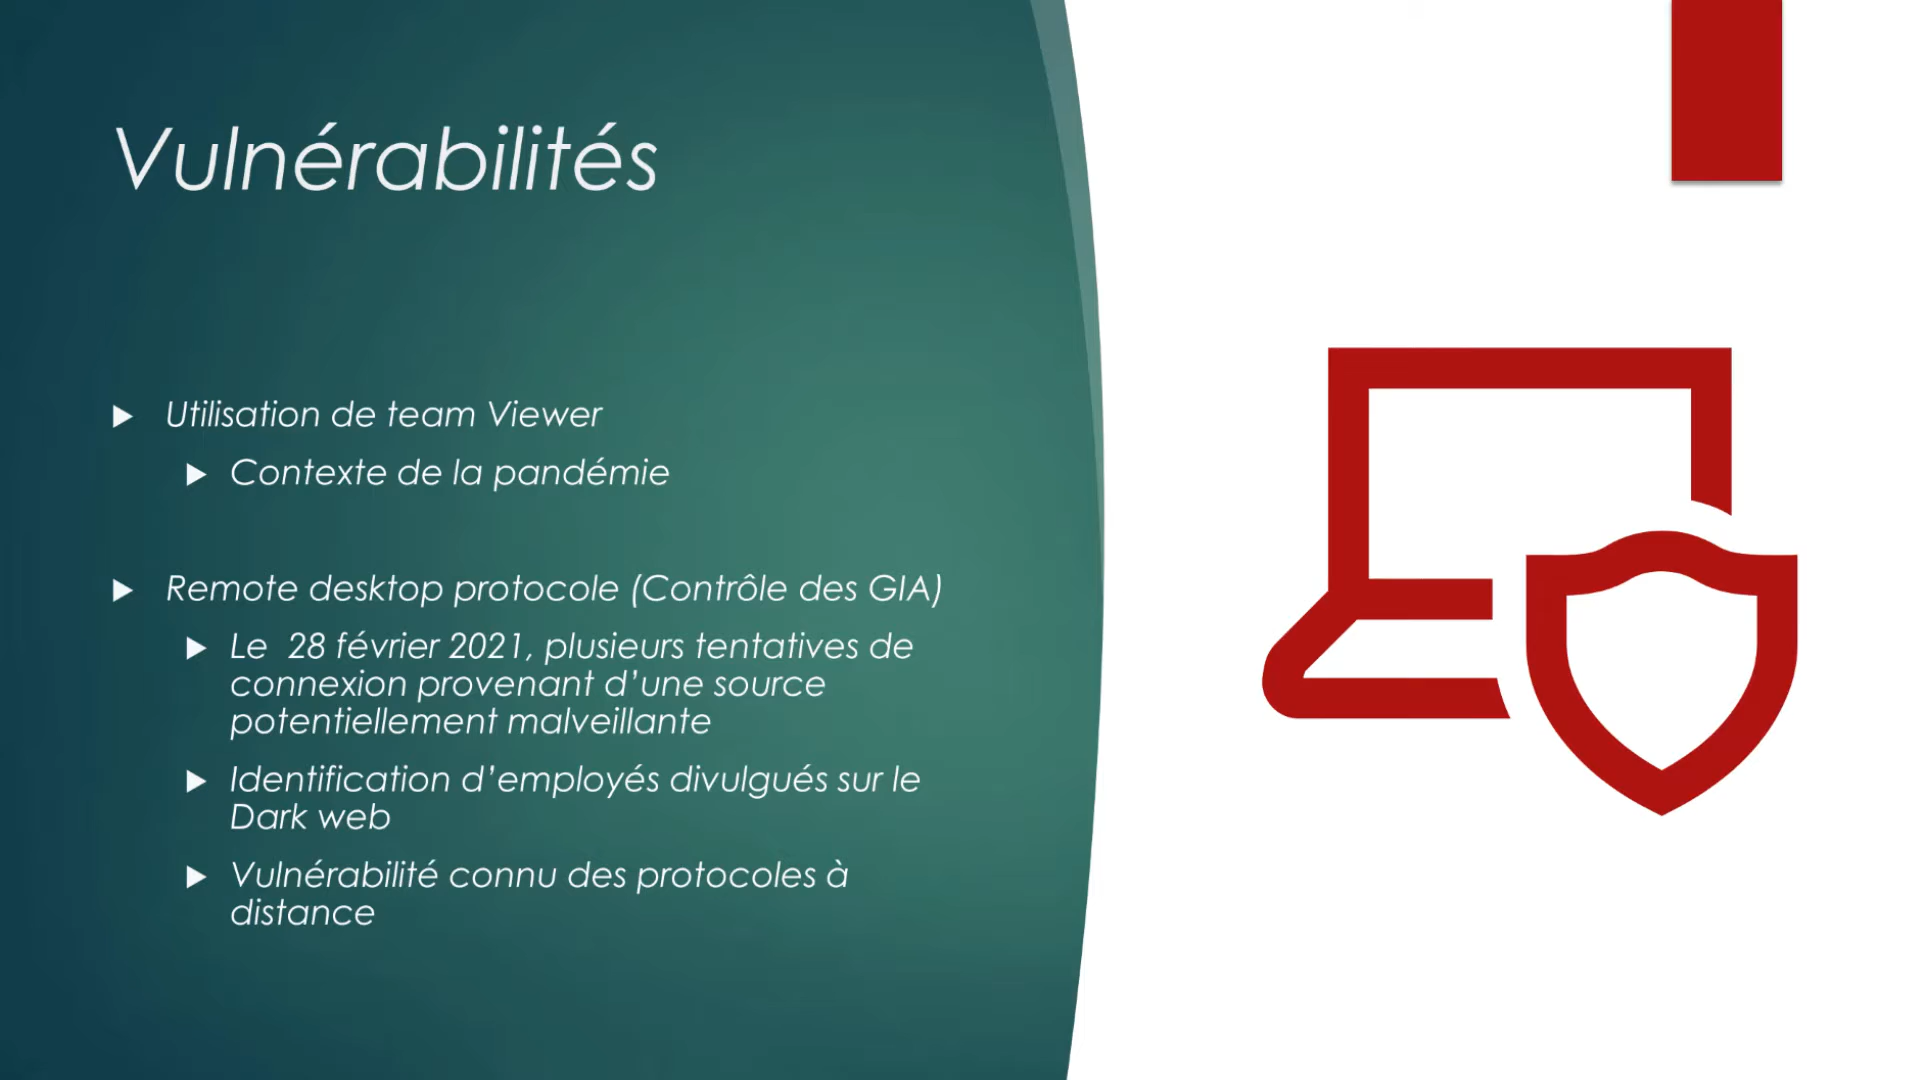 Vulnérabilités
Utilisation de team Viewer
Contexte de la pandémie
Remote desktop protocole (Contrôle des GIA)
Le  28 février 2021, plusieurs tentatives de
connexion provenant d’une source
potentiellement malveillante
Identification d’employés divulgués sur le
Dark web
Vulnérabilité connu des protocoles à
distance